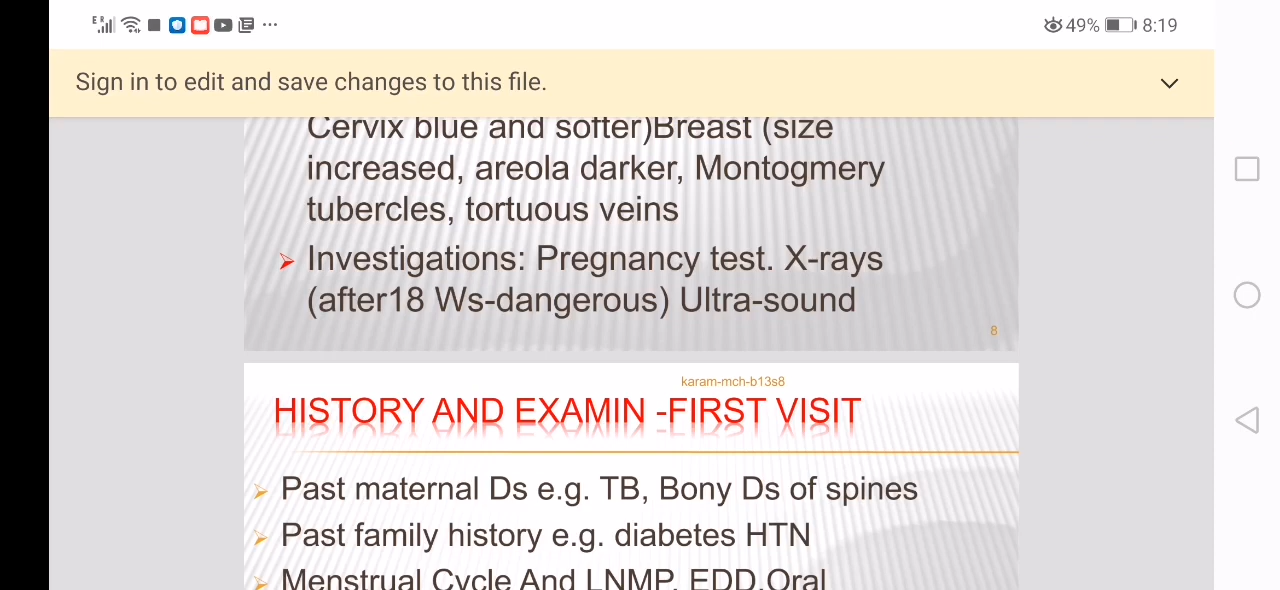 49% 8:19
Sign in to edit and save changes to this file.
Cervix blue and softer)Breast (size
increased, areola darker, Montogmery
tubercles, tortuous veins
Investigations: Pregnancy test. X-rays
(after18 Ws-dangerous) Ultra-sound
8
karam-mch-b13s8
HISTORY AND EXAMIN -FIRST VISIT
Past maternal Ds e.g. TB, Bony Ds of spines
Past family history e.g. diabetes HTN
Menstrual Cycle And LNMP, EDD,Oral